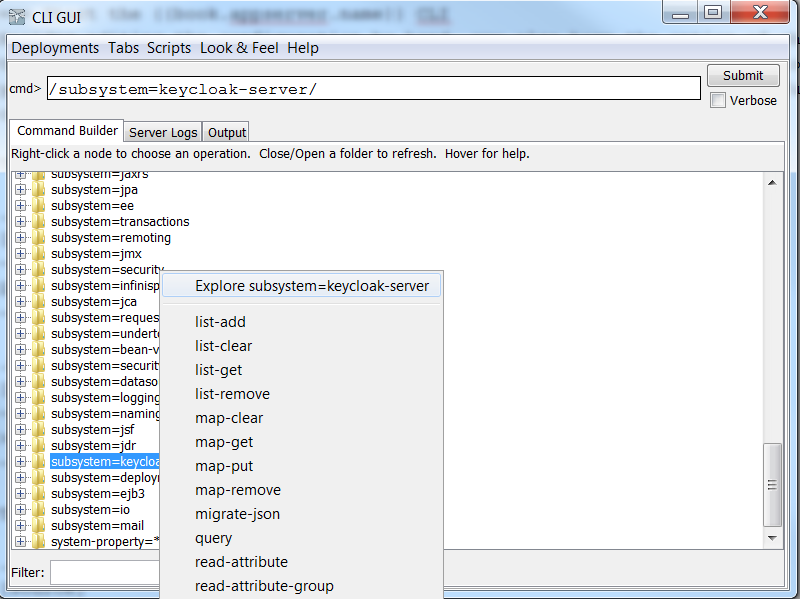 CLI GUI
Deployments Tabs Scripts Look & Feel Help
cmd> /subsystem=keycloak-server/ Submit
Verbose
Command Builder Server Logs Output
Right-click a node to choose an operation. Close/Open a folder to refresh. Hover for help.
subsystem=jaxrs
subsystem=jpa
subsystem=ee
subsystem=transactions
subsystem=remoting
subsystem=jmx
subsystem=security
subsystem=infinisp
subsystem=jca
subsystem=reques
subsystem=underto
subsystem=bean-v
subsystem=securit
subsystem=dataso
subsystem=logging
subsystem=naming
subsystem=jsf
subsystem=jdr
subsystem=keycloa
subsystem=deploy
subsystem=ejb3
subsystem=io
subsystem=mail
system-property=*
Explore subsystem=keycloak-server
list-add
list-clear
list-get
list-remove
map-clear
map-get
map-put
map-remove
migrate-json
query
read-attribute
read-attribute-group
Filter: